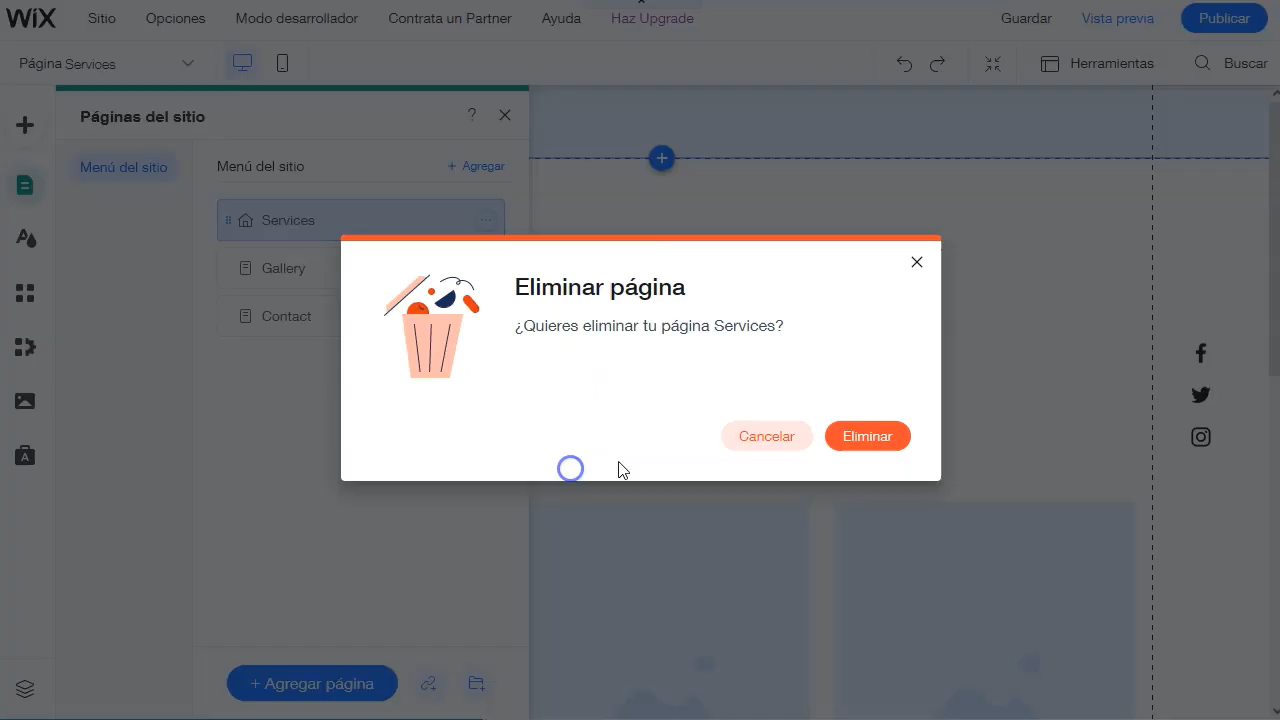 WiX Sitio Opciones Modo desarrollador Contrata un Partner Ayuda Haz Upgrade Guardar Vista previa Publicar
Página Services Herramientas Buscar
Páginas del sitio ?
Menú del sitio
Menú del sitio + Agregar
Services
Gallery
Contact
Eliminar página
¿Quieres eliminar tu página Services?
Cancelar Eliminar
+ Agregar página